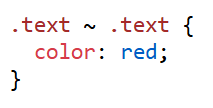 .text ~ .text {
  color: red;
}